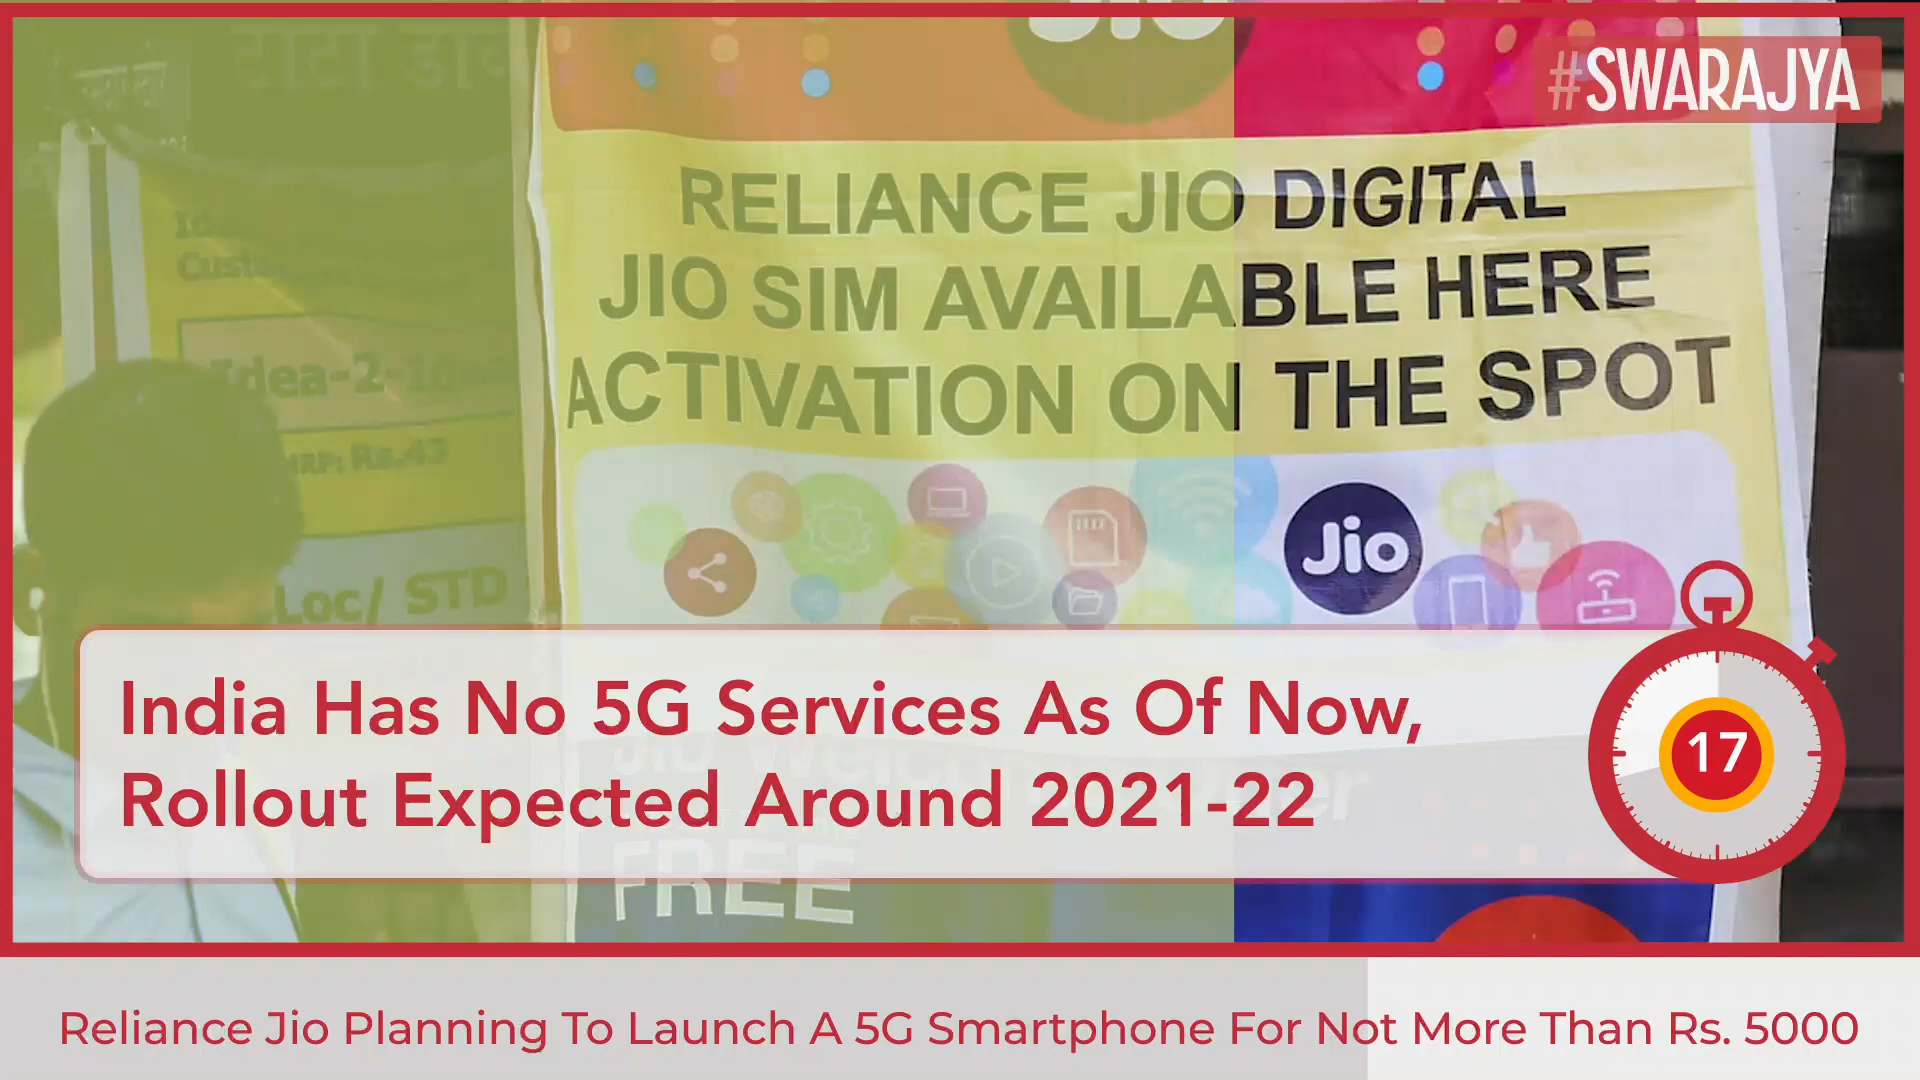 टाटा
Jio
#SWARAJYA
RELIANCE JIO DIGITAL
JIO SIM AVAILABLE HERE
ACTIVATION ON THE SPOT
Idea-2-
MRP: Rs.43
Jio
Loc/ STD
India Has No 5G Services As Of Now,
Rollout Expected Around 2021-22
17
Jio
FREE
Reliance Jio Planning To Launch A 5G Smartphone For Not More Than Rs. 5000